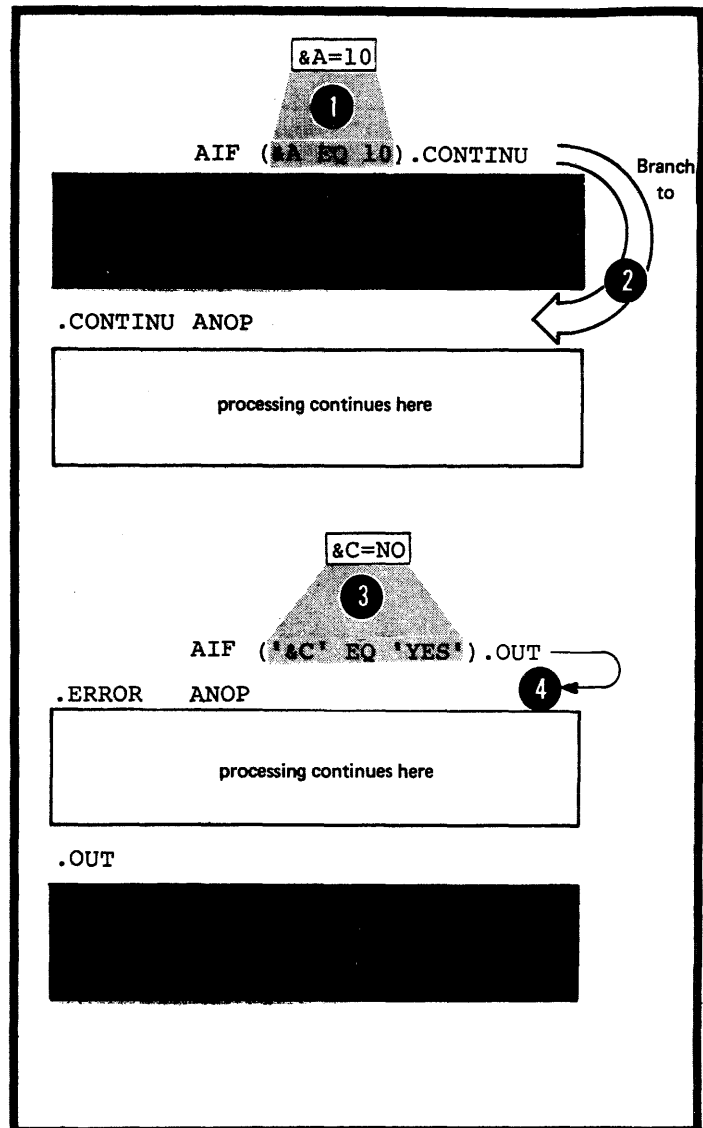 &A=10
1
AIF (&A EQ 10).CONTINU
Branch
to
2
.CONTINU ANOP
processing continues here
&C=NO
3
AIF ('&C' EQ 'YES').OUT
4
.ERROR ANOP
processing continues here
.OUT